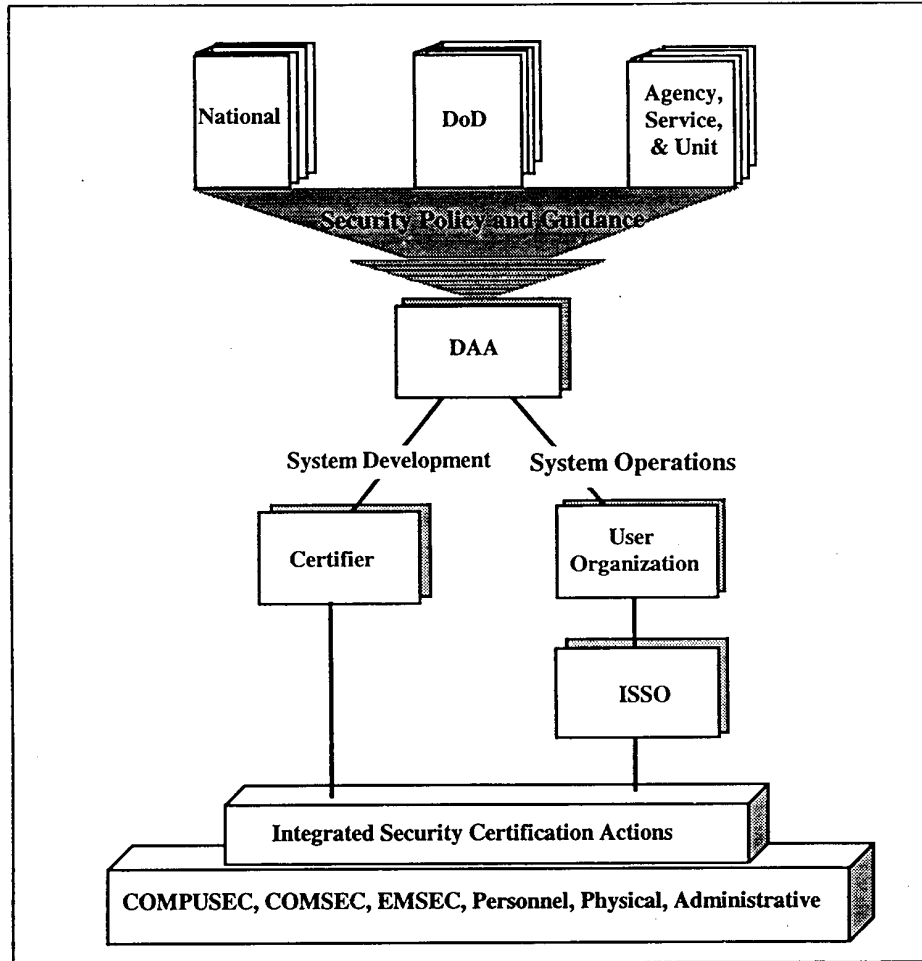 National
DoD
Agency,
Service,
& Unit
Security Policy and Guidance
DAA
System Development
System Operations
Certifier
User
Organization
ISSO
Integrated Security Certification Actions
COMPUSEC, COMSEC, EMSEC, Personnel, Physical, Administrative